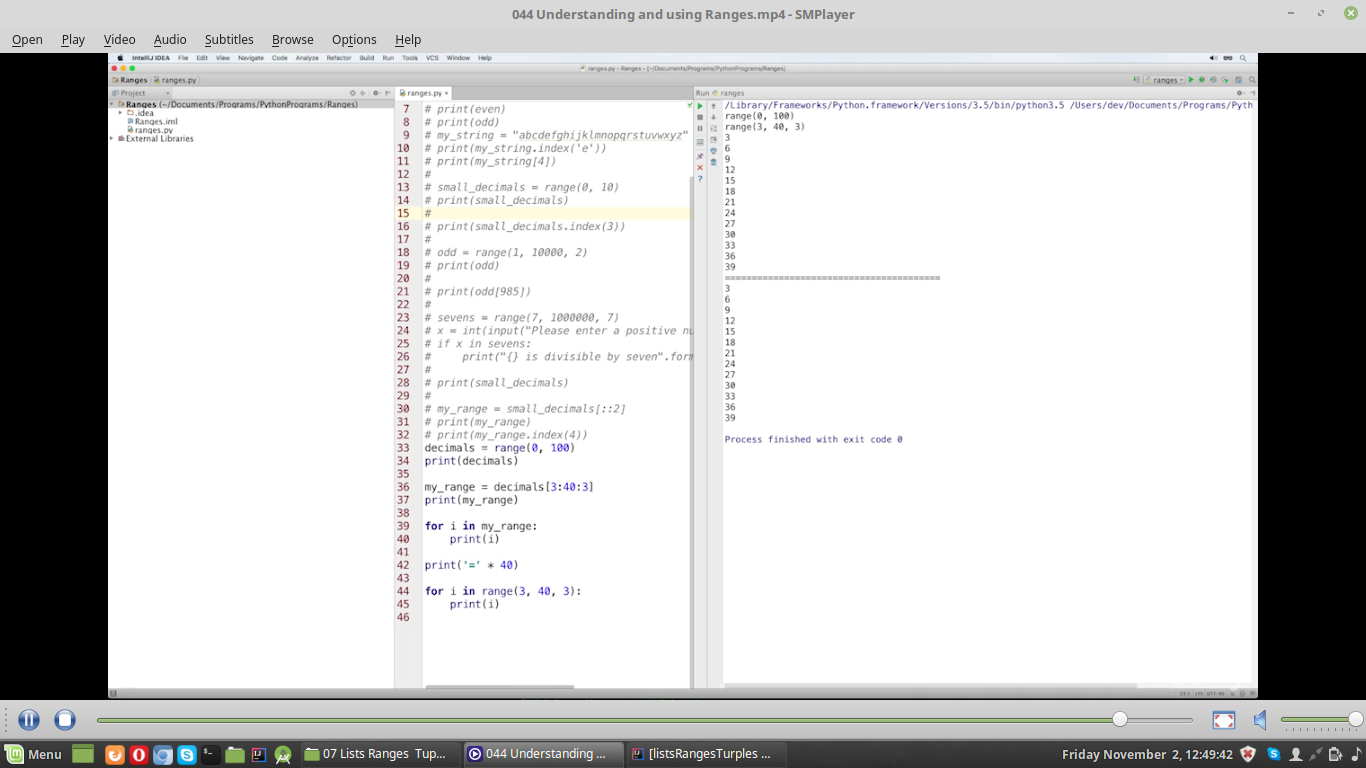 044 Understanding and using Ranges.mp4 - SMPlayer
Open Play Video Audio Subtitles Browse Options Help
IntelliJ IDEA File Edit View Navigate Code Analyze Refactor Build Run Tools VCS Window Help
ranges.py - Ranges - [~/Documents/Programs/PythonPrograms/Ranges]
Ranges ranges.py
ranges
Project
Ranges (~/Documents/Programs/PythonPrograms/Ranges)
.idea
Ranges.iml
ranges.py
External Libraries
ranges.py ×
7 # print(even)
8 # print(odd)
9 # my_string = "abcdefghijklmnopqrstuvwxyz"
10 # print(my_string.index('e'))
11 # print(my_string[4])
12 #
13 # small_decimals = range(0, 10)
14 # print(small_decimals)
15 #
16 # print(small_decimals.index(3))
17 #
18 # odd = range(1, 10000, 2)
19 # print(odd)
20 #
21 # print(odd[985])
22 #
23 # sevens = range(7, 1000000, 7)
24 # x = int(input("Please enter a positive nu
25 # if x in sevens:
26 #     print("{} is divisible by seven".form
27 #
28 # print(small_decimals)
29 #
30 # my_range = small_decimals[::2]
31 # print(my_range)
32 # print(my_range.index(4))
33 decimals = range(0, 100)
34 print(decimals)
35
36 my_range = decimals[3:40:3]
37 print(my_range)
38
39 for i in my_range:
40     print(i)
41
42 print('=' * 40)
43
44 for i in range(3, 40, 3):
45     print(i)
46
Run ranges
/Library/Frameworks/Python.framework/Versions/3.5/bin/python3.5 /Users/dev/Documents/Programs/Pyth
range(0, 100)
range(3, 40, 3)
3
6
9
12
15
18
21
24
27
30
33
36
39
========================================
3
6
9
12
15
18
21
24
27
30
33
36
39
Process finished with exit code 0
Menu
07 Lists Ranges Tup...
044 Understanding ...
[listsRangesTurples ...
Friday November 2, 12:49:42